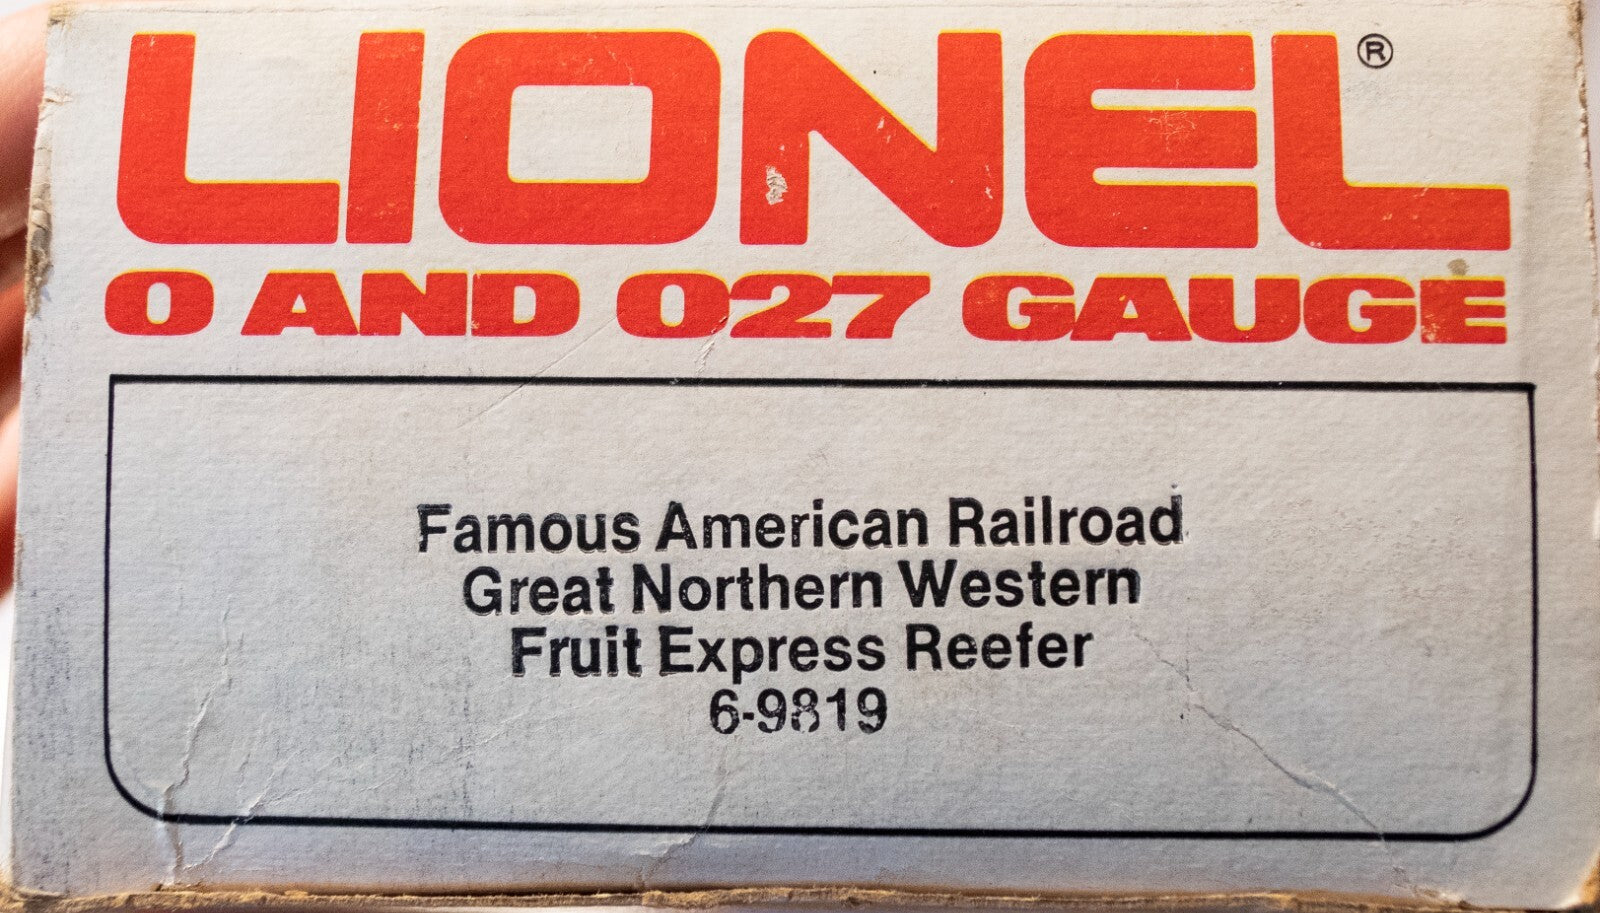 LIONEL®
O AND O27 GAUGE
Famous American Railroad
Great Northern Western
Fruit Express Reefer
6-9819